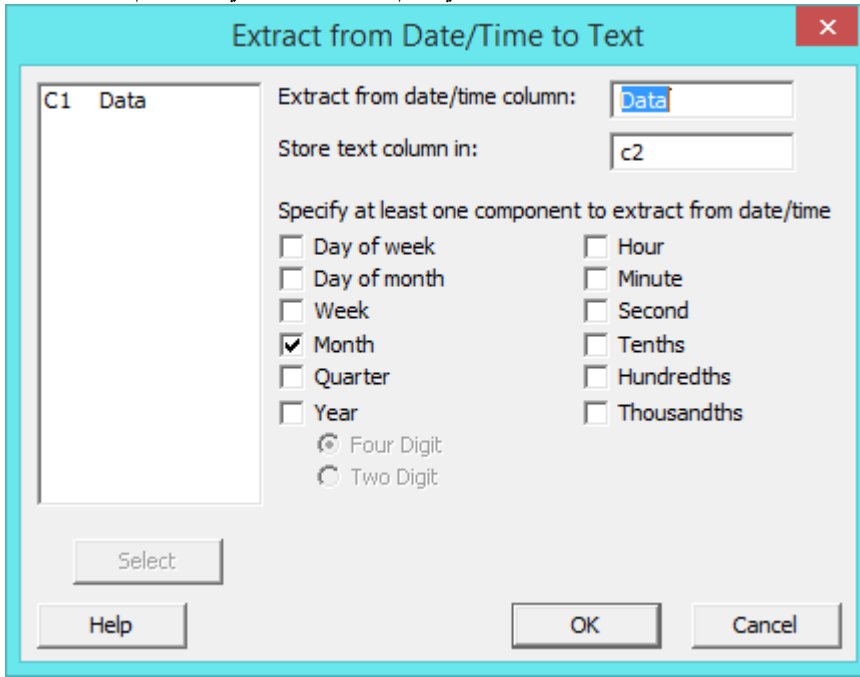 Extract from Date/Time to Text
C1 Data
Extract from date/time column:
Data
Store text column in:
c2
Specify at least one component to extract from date/time
Day of week
Hour
Day of month
Minute
Week
Second
Month
Tenths
Quarter
Hundredths
Year
Thousandths
Four Digit
Two Digit
Select
Help
OK
Cancel